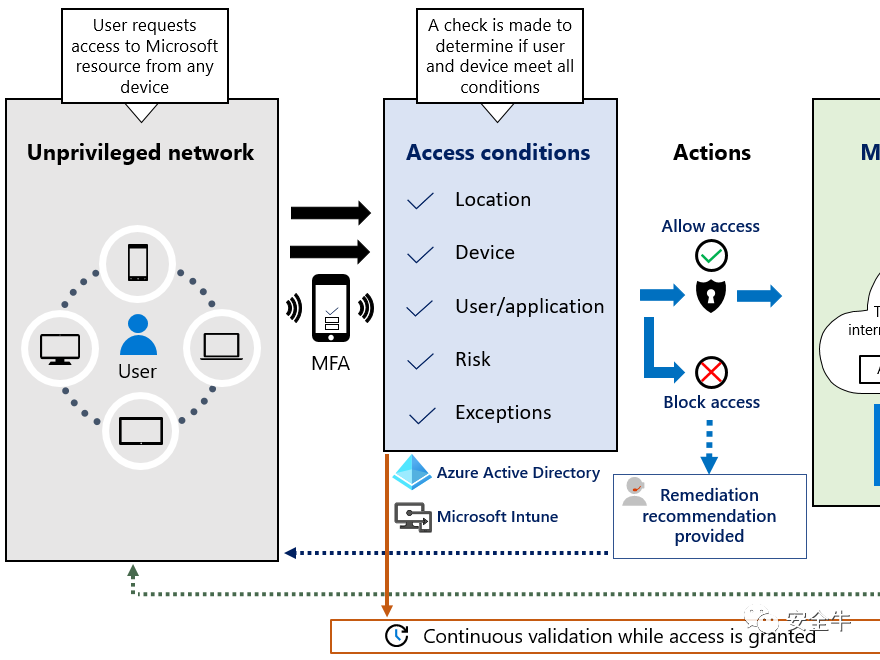 User requests
access to Microsoft
resource from any
device
A check is made to
determine if user
and device meet all
conditions
Unprivileged network
User
MFA
Access conditions
Location
Device
User/application
Risk
Exceptions
Azure Active Directory
Microsoft Intune
Actions
Allow access
Block access
Remediation
recommendation
provided
M
T
intern
A
Continuous validation while access is granted
安全牛